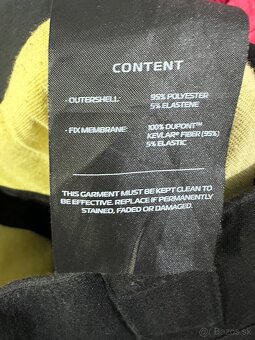 CONTENT
· OUTERSHELL: 95% POLYESTER
5% ELASTENE
· FIX MEMBRANE: 100% DUPONT™
KEVLAR® FIBER (95%)
5% ELASTIC
THIS GARMENT MUST BE KEPT CLEAN TO
BE EFFECTIVE. REPLACE IF PERMANENTLY
STAINED, FADED OR DAMAGED.
Bazos.sk